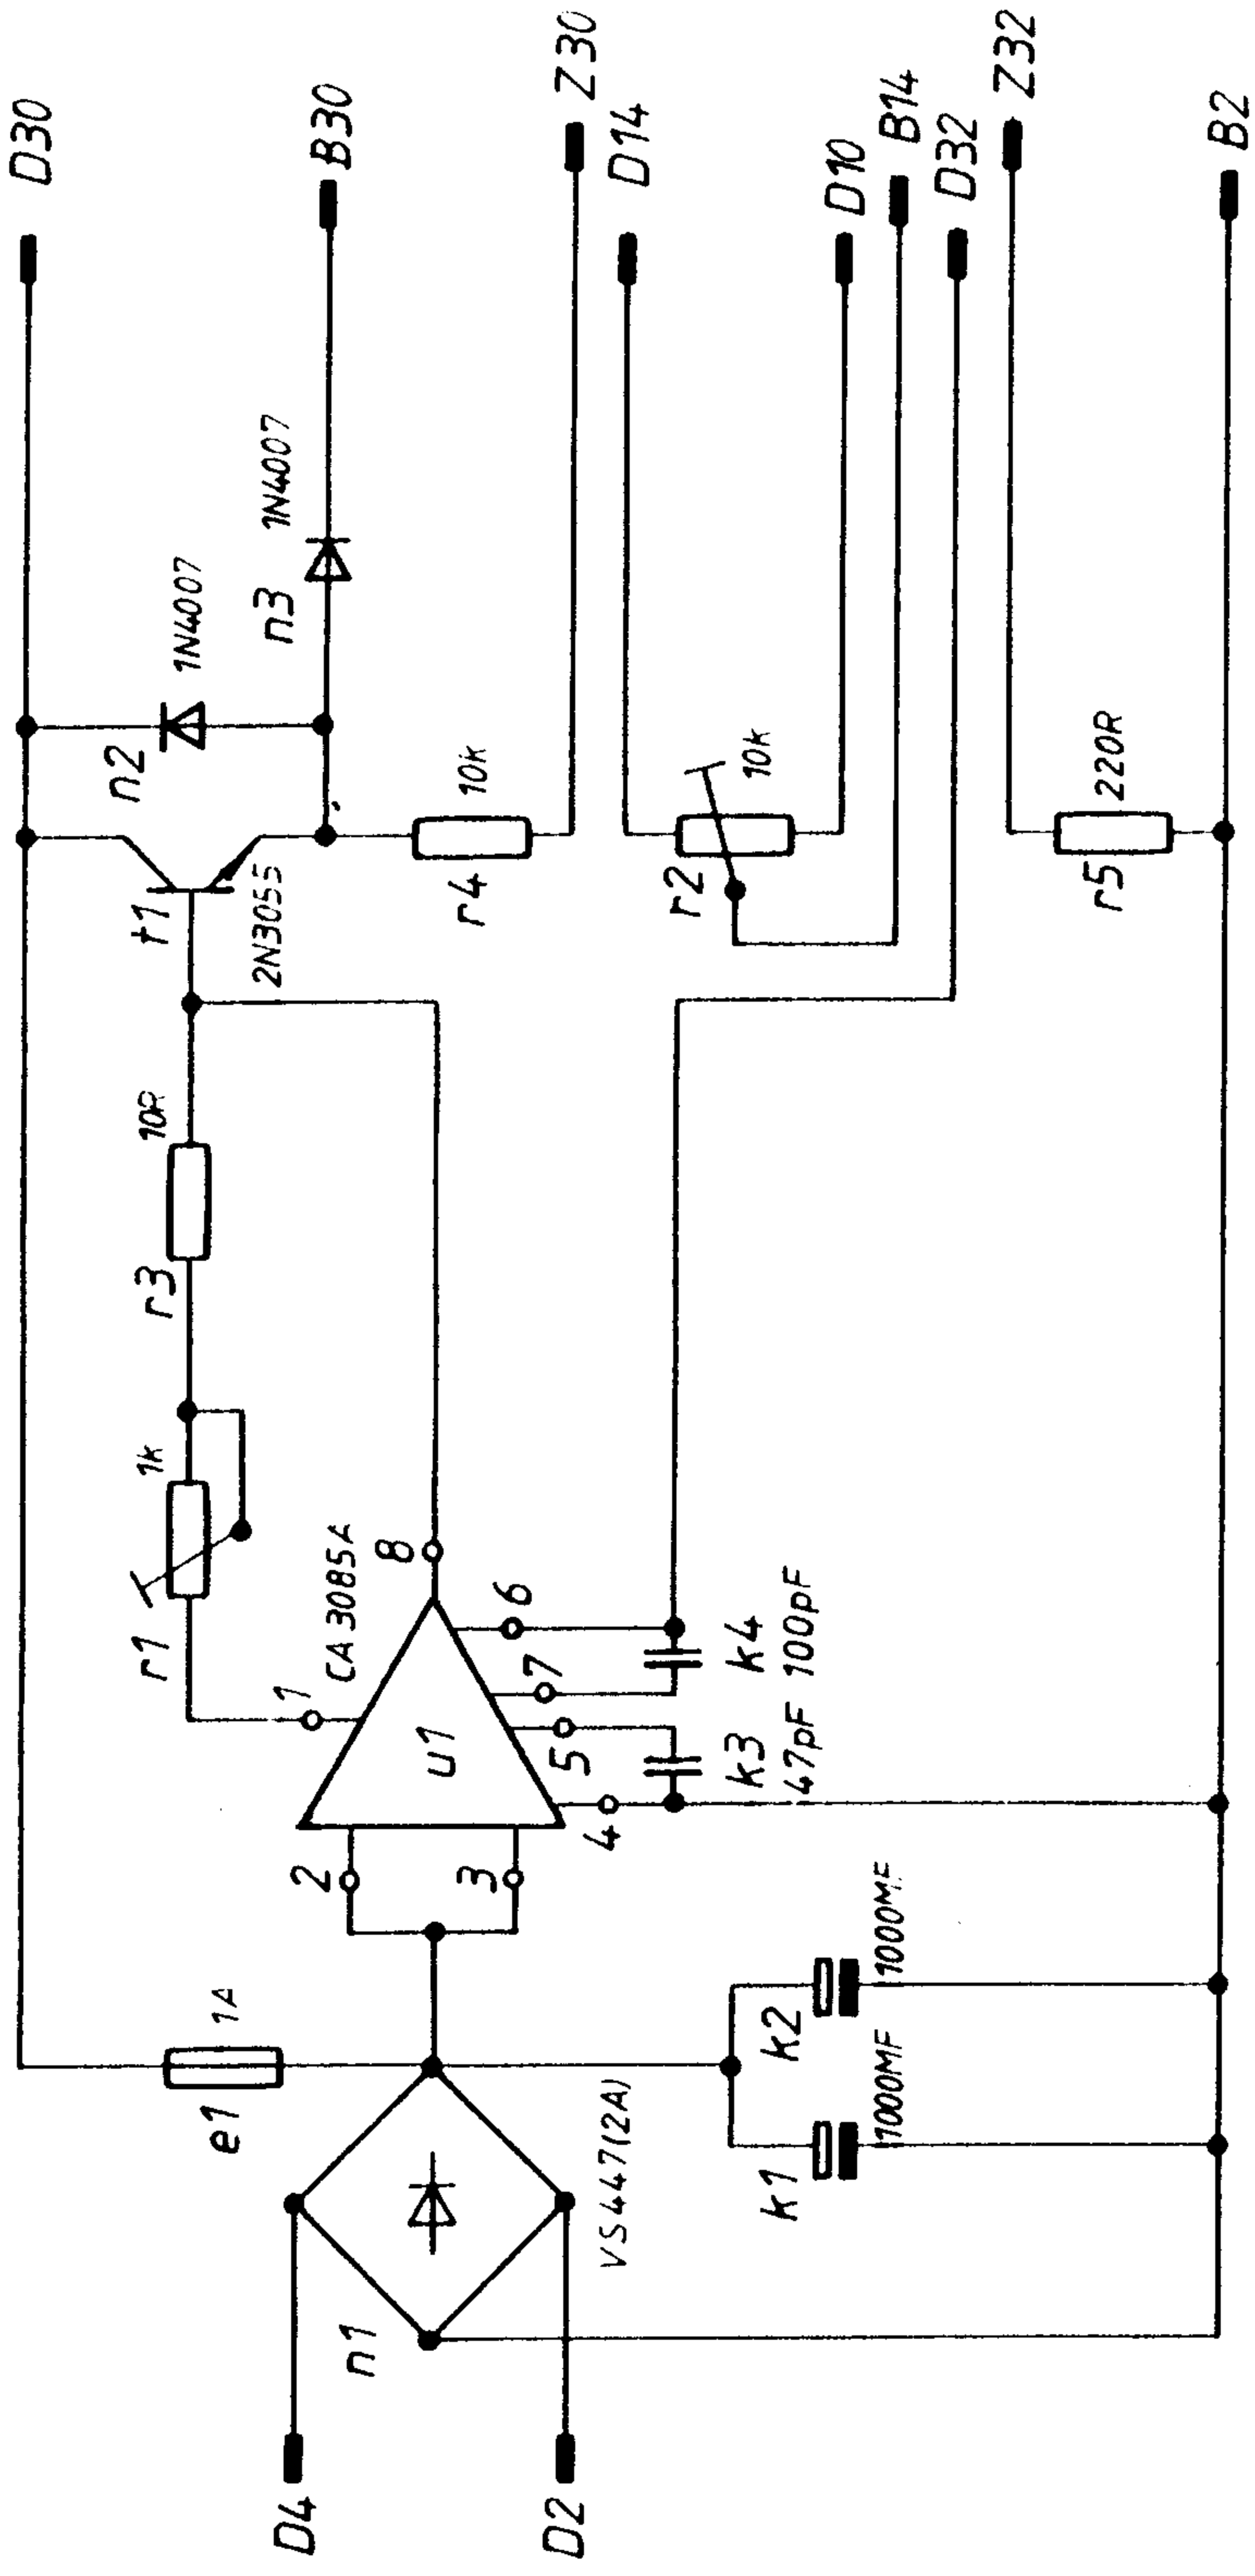 D30
B30
Z30
D14
D10
B14
D32
Z32
B2
n2
1N4007
n3
1N4007
t1
2N3055
r4
10k
r2
10k
r5
220R
r1
1k
r3
10R
u1
CA3085A
1
2
3
4
5
7
6
8
k3
47pF
k4
100pF
e1
1A
n1
VS447(2A)
k1
1000MF
k2
1000MF
D4
D2